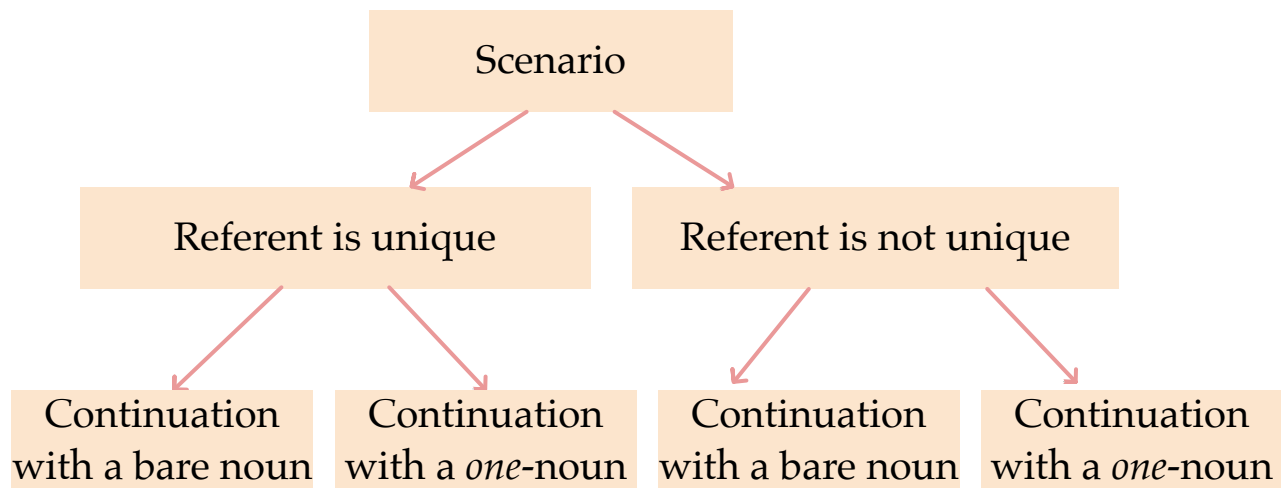 Scenario
Referent is unique
Referent is not unique
Continuation
with a bare noun
Continuation
with a one-noun
Continuation
with a bare noun
Continuation
with a one-noun